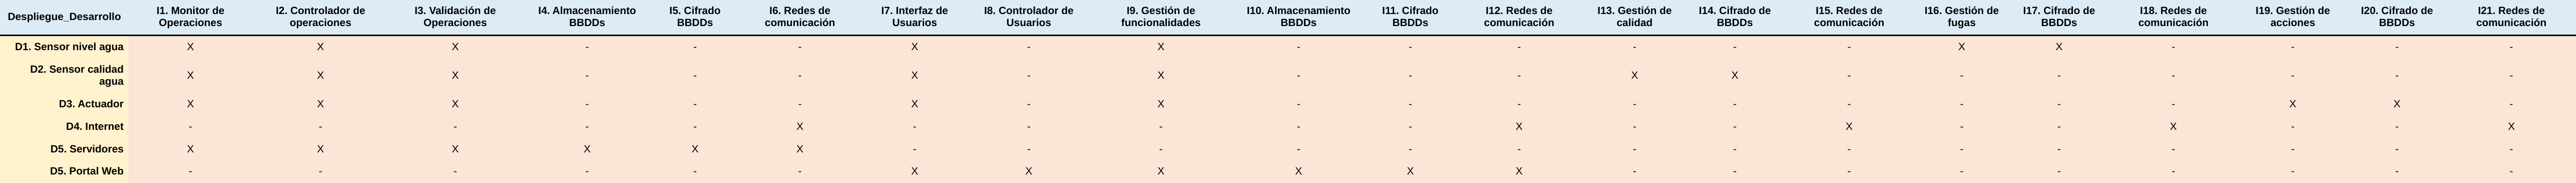 Despliegue_Desarrollo I1. Monitor de Operaciones I2. Controlador de operaciones I3. Validación de Operaciones I4. Almacenamiento BBDDs I5. Cifrado BBDDs I6. Redes de comunicación I7. Interfaz de Usuarios I8. Controlador de Usuarios I9. Gestión de funcionalidades I10. Almacenamiento BBDDs I11. Cifrado BBDDs I12. Redes de comunicación I13. Gestión de calidad I14. Cifrado de BBDDs I15. Redes de comunicación I16. Gestión de fugas I17. Cifrado de BBDDs I18. Redes de comunicación I19. Gestión de acciones I20. Cifrado de BBDDs I21. Redes de comunicación
D1. Sensor nivel agua X X X - - - X - X - - - - - - X X - - - -
D2. Sensor calidad agua X X X - - - X - X - - - X X - - - - - - -
D3. Actuador X X X - - - X - X - - - - - - - - - X X -
D4. Internet - - - - - X - - - - - X - - X - - X - - X
D5. Servidores X X X X X X - - - - - - - - - - - - - - -
D5. Portal Web - - - - - - X X X X X X - - - - - - - - -